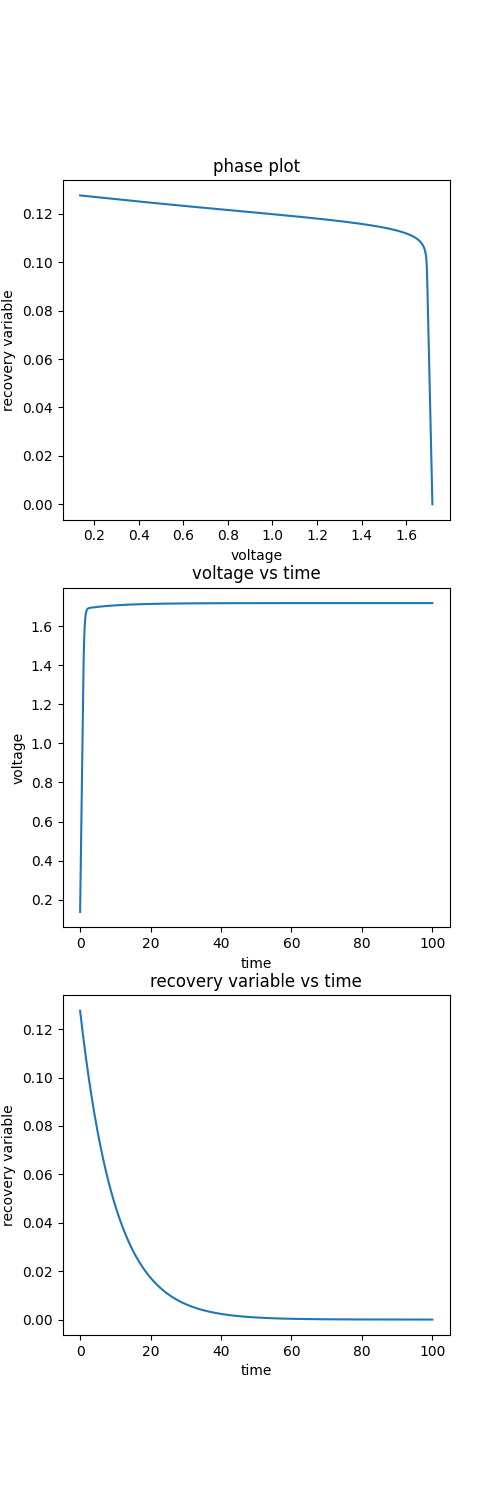 phase plot
0.12
0.10
0.08
0.06
0.04
0.02
0.00
recovery variable
0.2 0.4 0.6 0.8 1.0 1.2 1.4 1.6
voltage
voltage vs time
1.6
1.4
1.2
1.0
0.8
0.6
0.4
0.2
voltage
0 20 40 60 80 100
time
recovery variable vs time
0.12
0.10
0.08
0.06
0.04
0.02
0.00
recovery variable
0 20 40 60 80 100
time